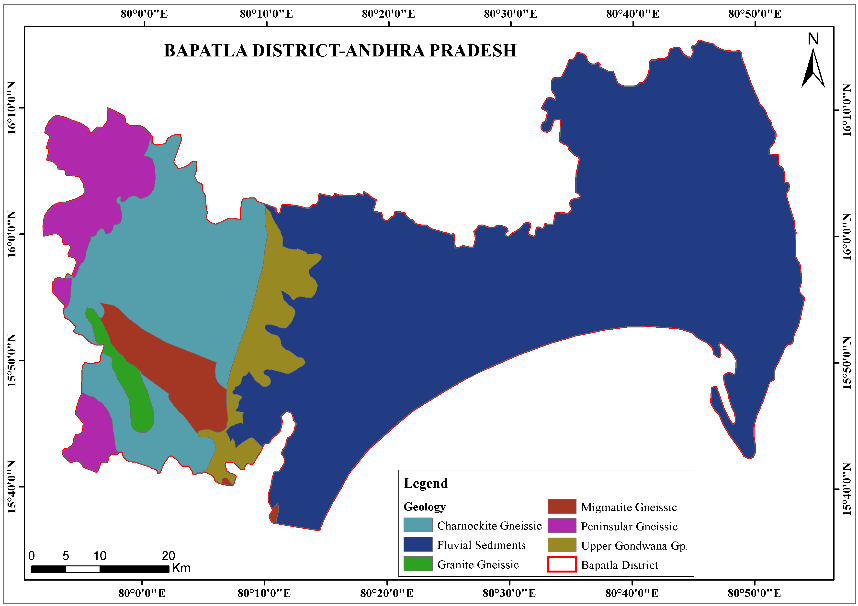 80°0'0"E 80°10'0"E 80°20'0"E 80°30'0"E 80°40'0"E 80°50'0"E
BAPATLA DISTRICT-ANDHRA PRADESH
N
16°10'0"N 16°10'0"N
16°0'0"N 16°0'0"N
15°50'0"N 15°50'0"N
15°40'0"N 15°40'0"N
Legend
Geology
Charnockite Gneissic
Fluvial Sediments
Granite Gneissic
Migmatite Gneissic
Peninsular Gneissic
Upper Gondwana Gp.
Bapatla District
0 5 10 20
Km
80°0'0"E 80°10'0"E 80°20'0"E 80°30'0"E 80°40'0"E 80°50'0"E